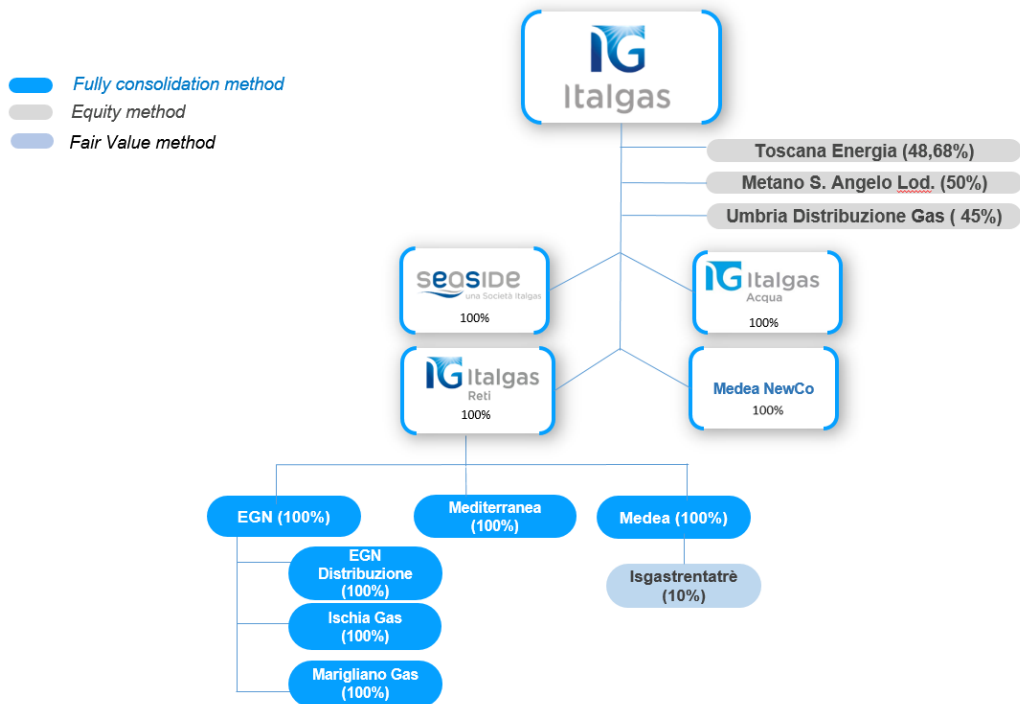 IG
Italgas
Fully consolidation method
Equity method
Fair Value method
Toscana Energia (48,68%)
Metano S. Angelo Lod. (50%)
Umbria Distribuzione Gas ( 45%)
seaside
una Società Italgas
100%
IG Italgas
Acqua
100%
IG Italgas
Reti
100%
Medea NewCo
100%
EGN (100%)
Mediterranea
(100%)
Medea (100%)
EGN
Distribuzione
(100%)
Isgastrentatrè
(10%)
Ischia Gas
(100%)
Marigliano Gas
(100%)